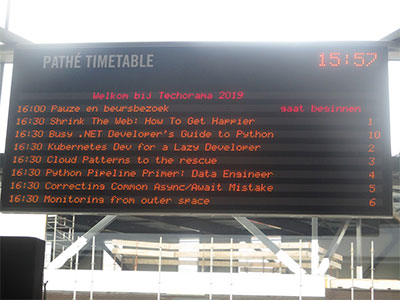 PATHÉ TIMETABLE 15:57
Welkom bij Techorama 2019
16:00 Pauze en beursbezoek gaat beginnen
16:30 Shrink The Web: How To Get Happier 1
16:30 Busy .NET Developer's Guide to Python 10
16:30 Kubernetes Dev for a Lazy Developer 2
16:30 Cloud Patterns to the rescue 3
16:30 Python Pipeline Primer: Data Engineer 4
16:30 Correcting Common Async/Await Mistake 5
16:30 Monitoring from outer space 6